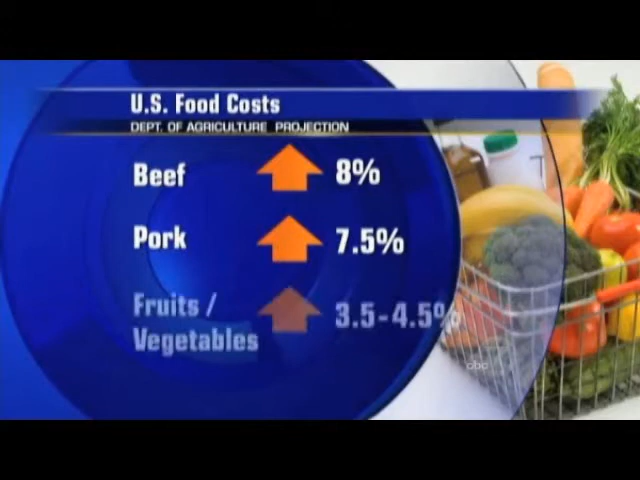 U.S. Food Costs
DEPT. OF AGRICULTURE PROJECTION
Beef 8%
Pork 7.5%
Fruits / 3.5-4.5%
Vegetables
abc